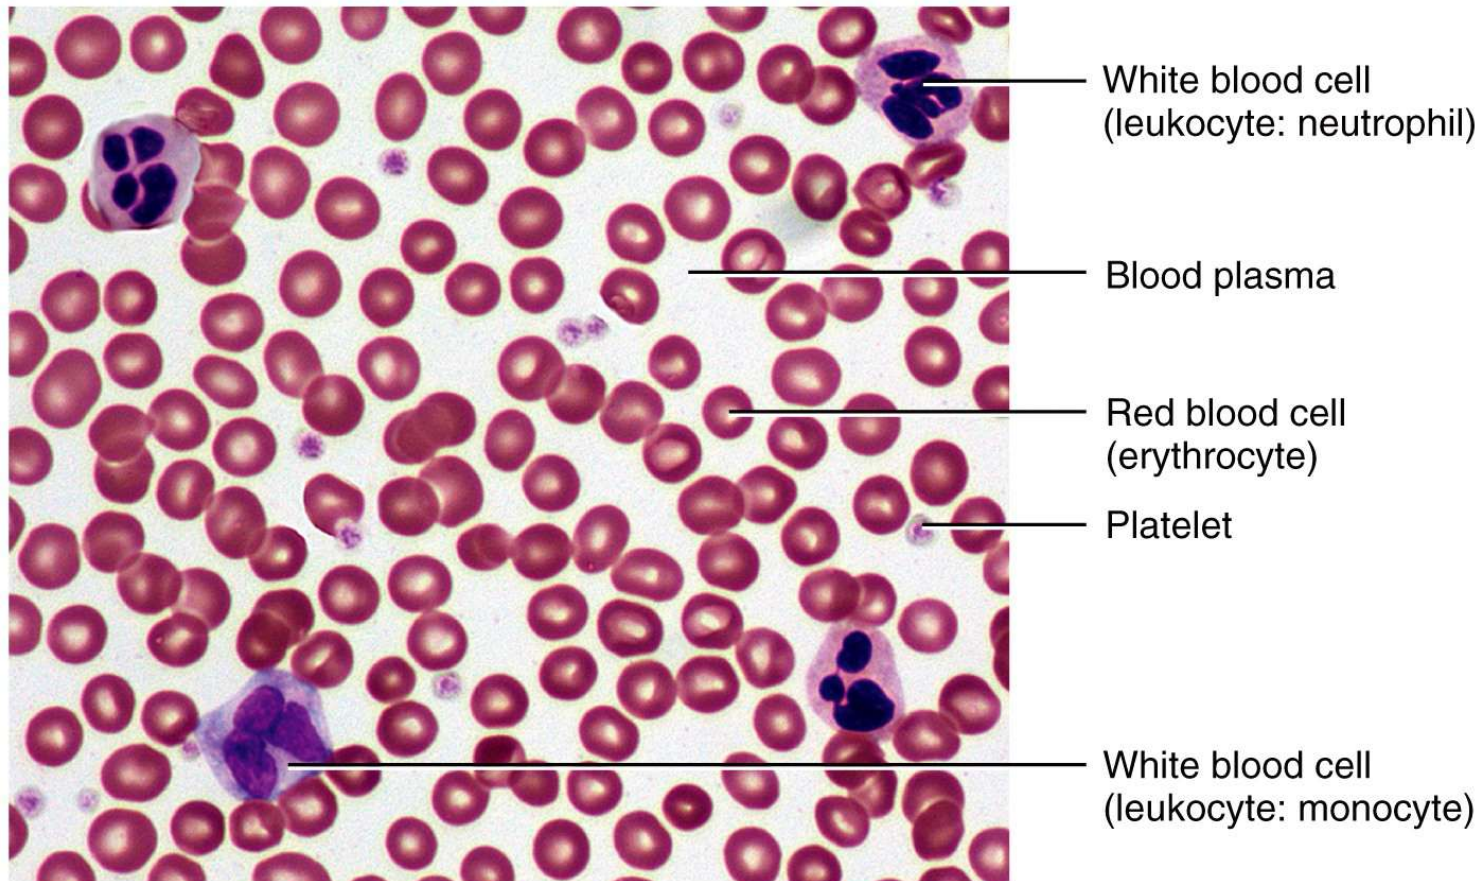 White blood cell
(leukocyte: neutrophil)
Blood plasma
Red blood cell
(erythrocyte)
Platelet
White blood cell
(leukocyte: monocyte)